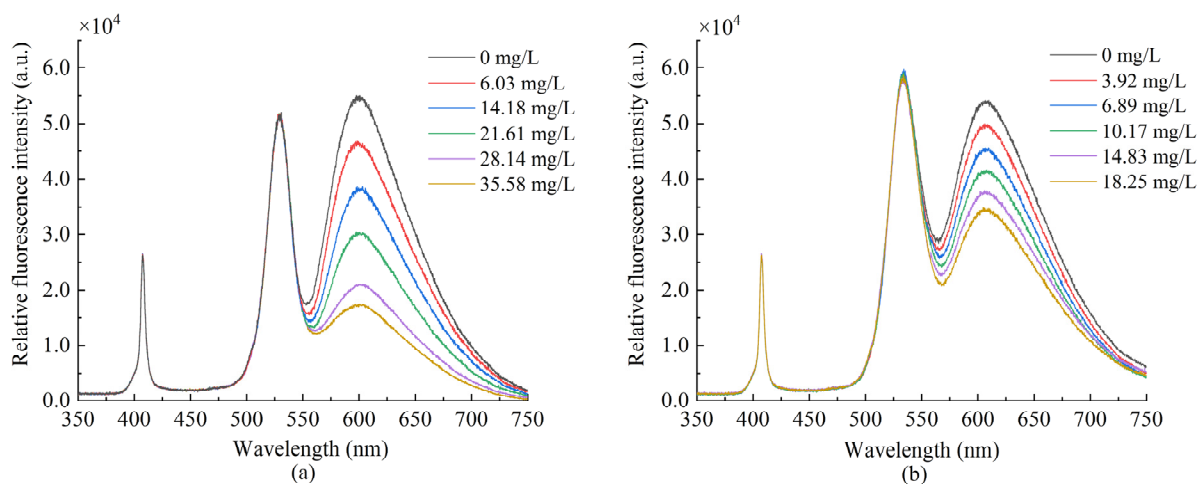 ×10⁴
Relative fluorescence intensity (a.u.)
6.0
5.0
4.0
3.0
2.0
1.0
0.0
350 400 450 500 550 600 650 700 750
Wavelength (nm)
0 mg/L
6.03 mg/L
14.18 mg/L
21.61 mg/L
28.14 mg/L
35.58 mg/L
(a)
×10⁴
Relative fluorescence intensity (a.u.)
6.0
5.0
4.0
3.0
2.0
1.0
0.0
350 400 450 500 550 600 650 700 750
Wavelength (nm)
0 mg/L
3.92 mg/L
6.89 mg/L
10.17 mg/L
14.83 mg/L
18.25 mg/L
(b)